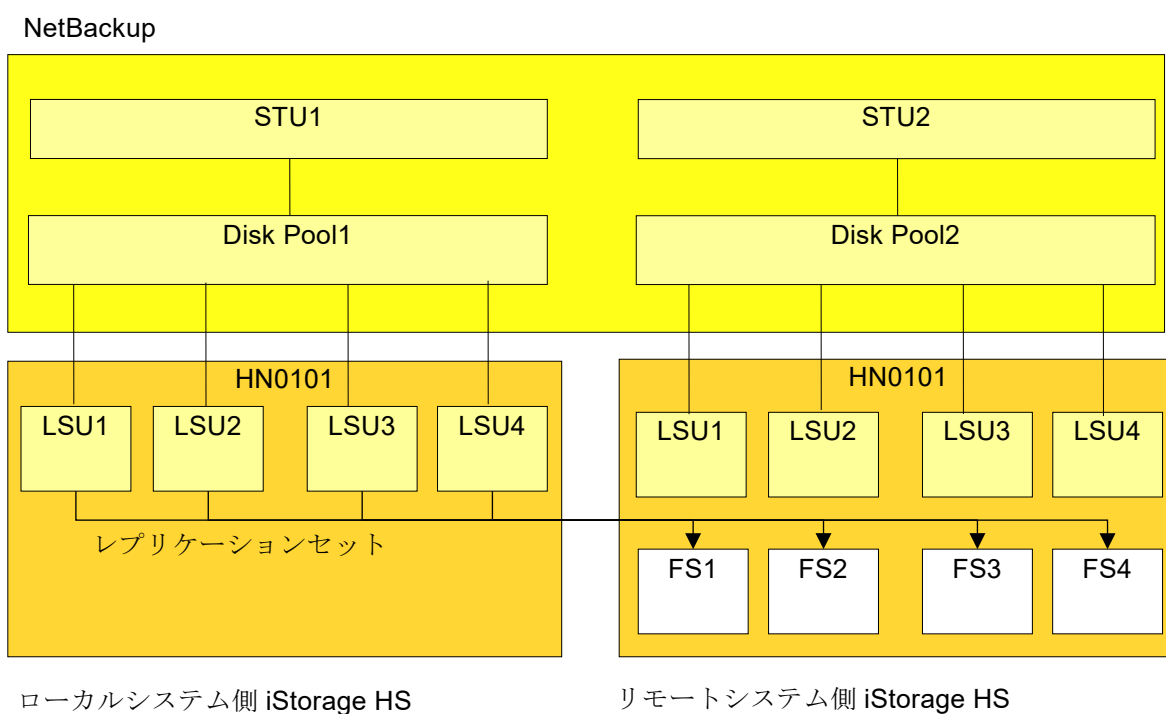 NetBackup
STU1
STU2
Disk Pool1
Disk Pool2
HN0101
HN0101
LSU1
LSU2
LSU3
LSU4
LSU1
LSU2
LSU3
LSU4
レプリケーションセット
FS1
FS2
FS3
FS4
ローカルシステム側 iStorage HS
リモートシステム側 iStorage HS